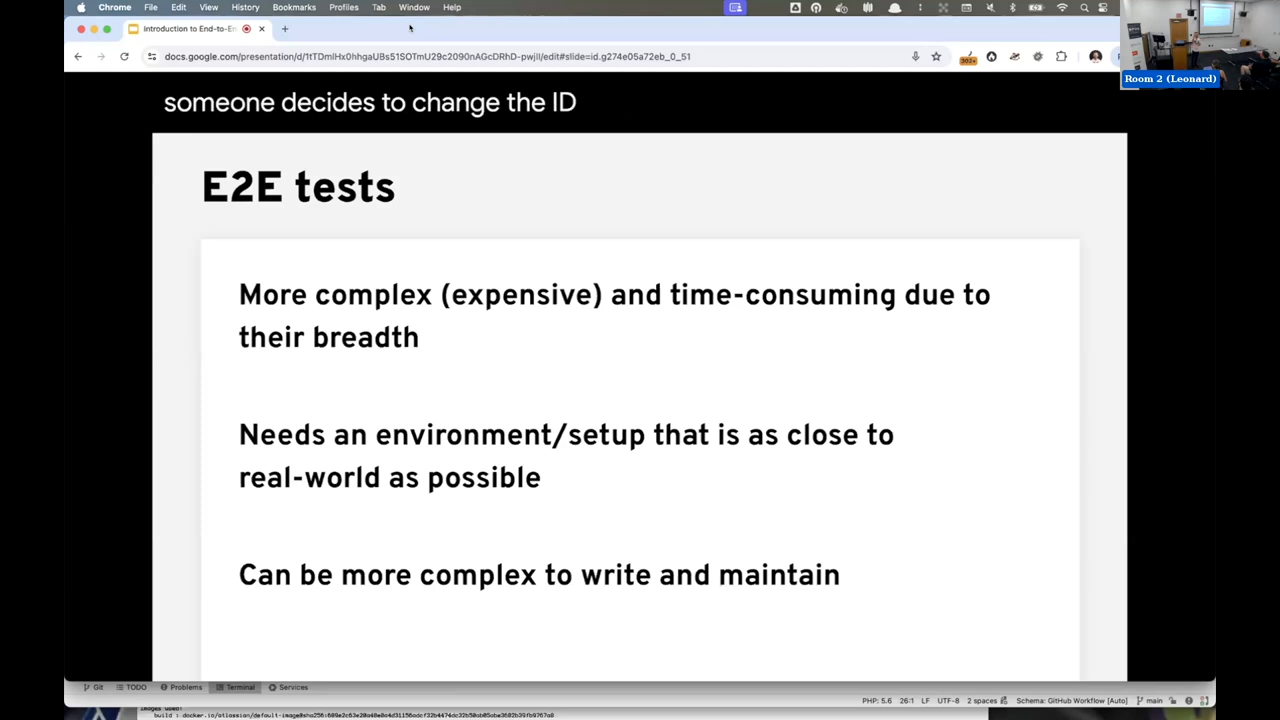 Chrome File Edit View History Bookmarks Profiles Tab Window Help
Introduction to End-to-En
docs.google.com/presentation/d/1tTDmlHx0hhgaUBs51SOTmU29c2090nAGcDRhD-pwjlI/edit#slide=id.g274e05a72eb_0_51
Room 2 (Leonard)
someone decides to change the ID
E2E tests
More complex (expensive) and time-consuming due to
their breadth
Needs an environment/setup that is as close to
real-world as possible
Can be more complex to write and maintain
Git TODO Problems Terminal Services
PHP: 5.6 26:1 LF UTF-8 2 spaces Schema: GitHub Workflow [Auto] main
images used: